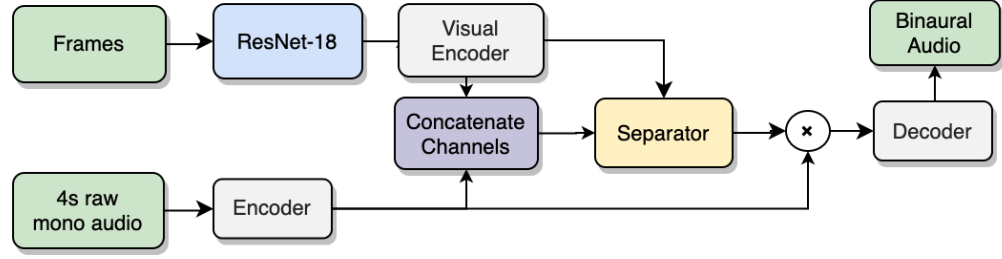 Frames
ResNet-18
Visual
Encoder
Binaural
Audio
Concatenate
Channels
Separator
×
Decoder
4s raw
mono audio
Encoder